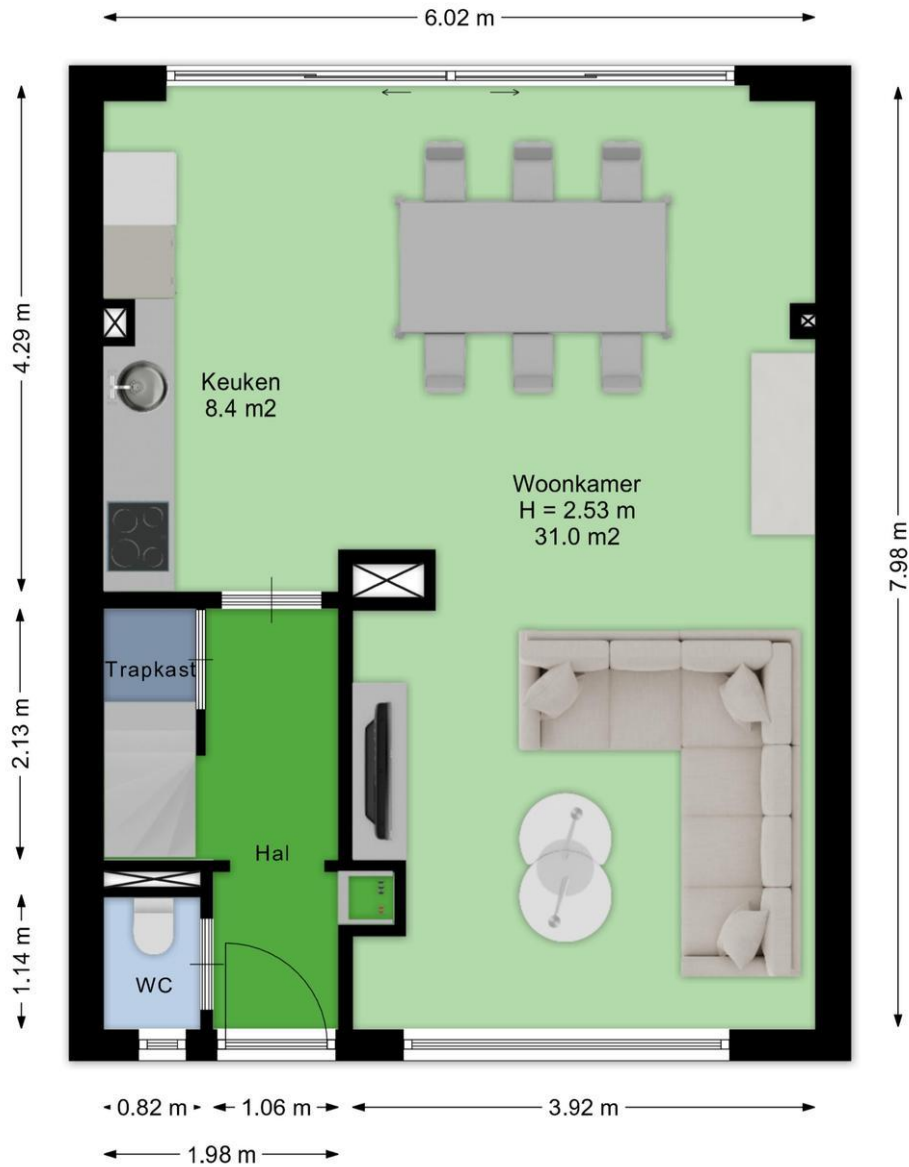 6.02 m
4.29 m
Keuken
8.4 m2
Woonkamer
H = 2.53 m
31.0 m2
7.98 m
Trapkast
2.13 m
Hal
1.14 m
WC
0.82 m
1.06 m
3.92 m
1.98 m